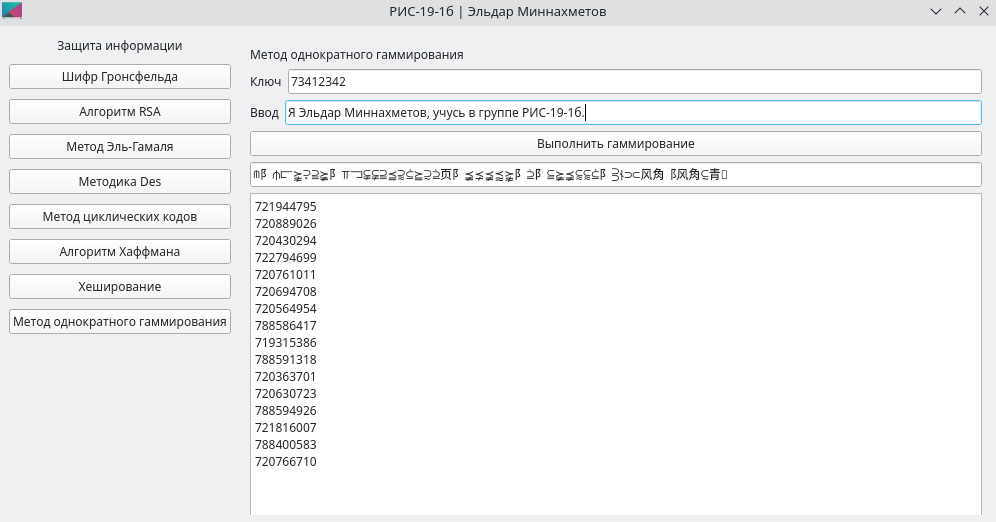 РИС-19-1б | Эльдар Миннахметов
Защита информации
Шифр Гронсфельда
Алгоритм RSA
Метод Эль-Гамаля
Методика Des
Метод циклических кодов
Алгоритм Хаффмана
Хеширование
Метод однократного гаммирования
Метод однократного гаммирования
Ключ 73412342
Ввод Я Эльдар Миннахметов, учусь в группе РИС-19-1б.
Выполнить гаммирование
721944795
720889026
720430294
722794699
720761011
720694708
720564954
788586417
719315386
788591318
720363701
720630723
788594926
721816007
788400583
720766710